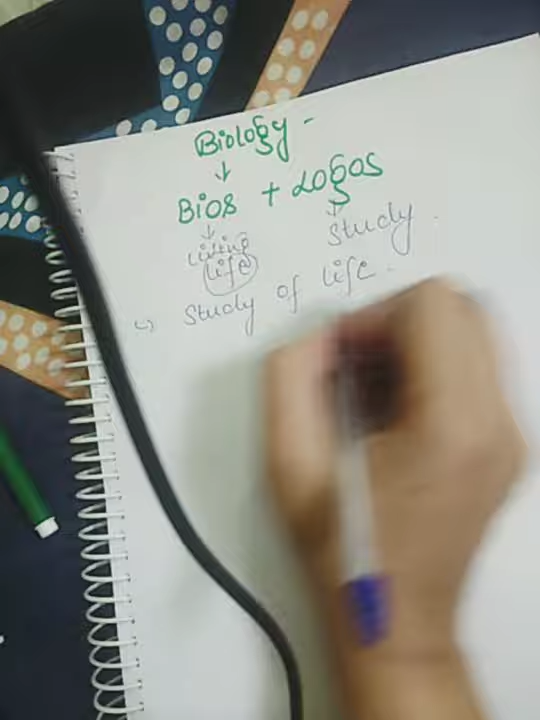 Biology -
↓
Bios + Logos
↓ ↓
Living Study
Life
↳ Study of life.